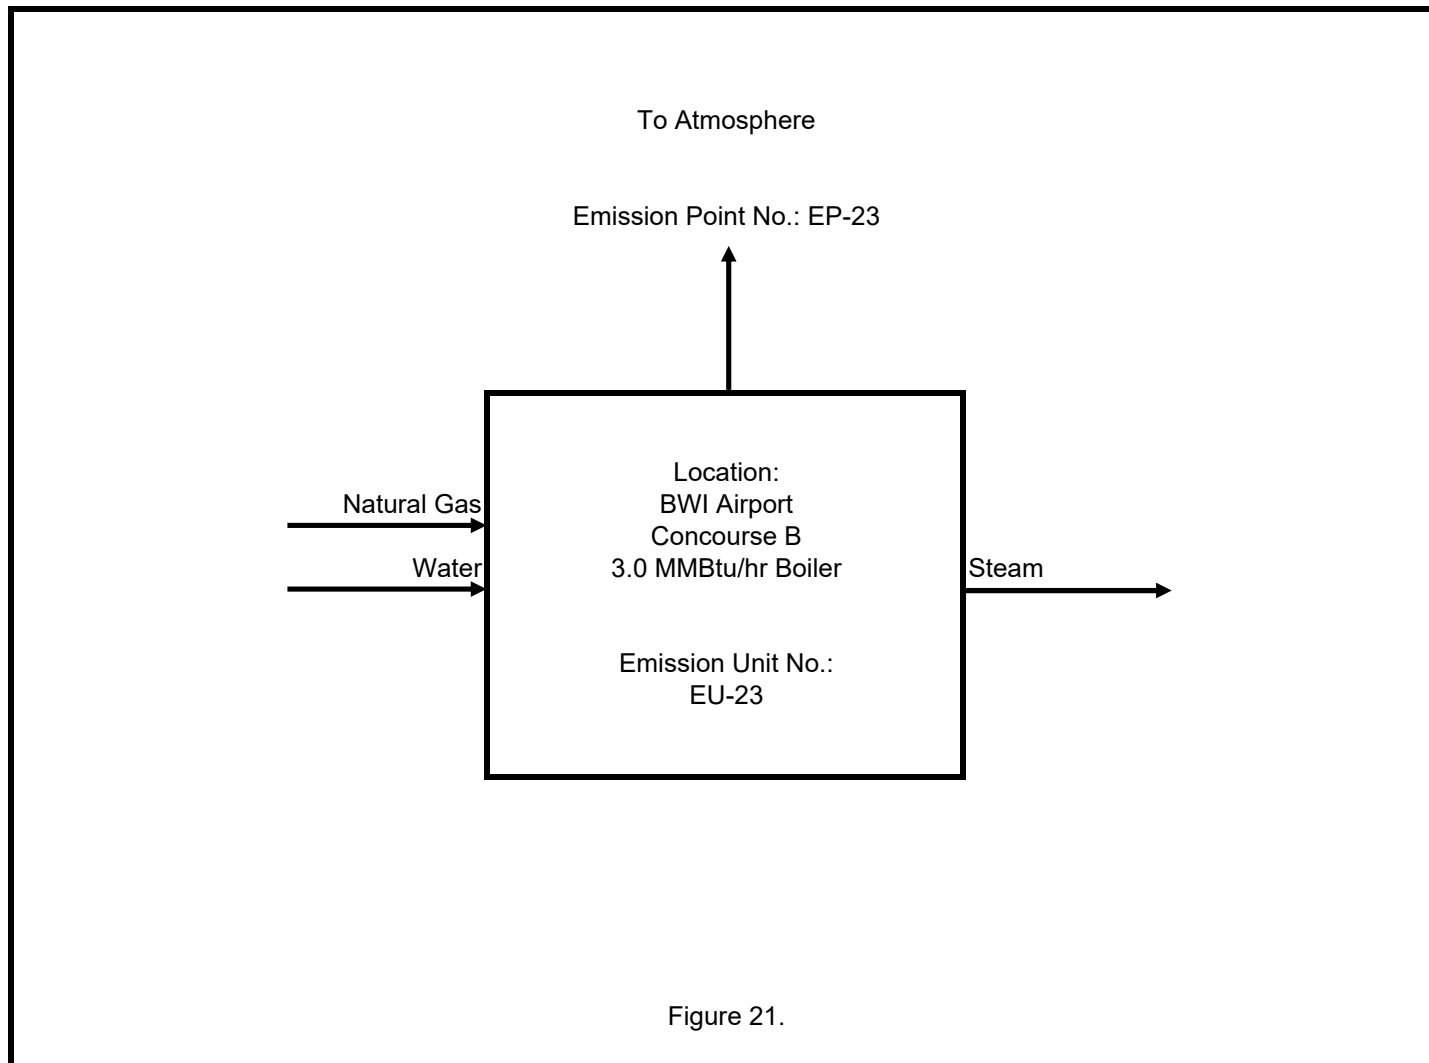 To Atmosphere
Emission Point No.: EP-23
Natural Gas
Water
Location:
BWI Airport
Concourse B
3.0 MMBtu/hr Boiler
Emission Unit No.:
EU-23
Steam
Figure 21.